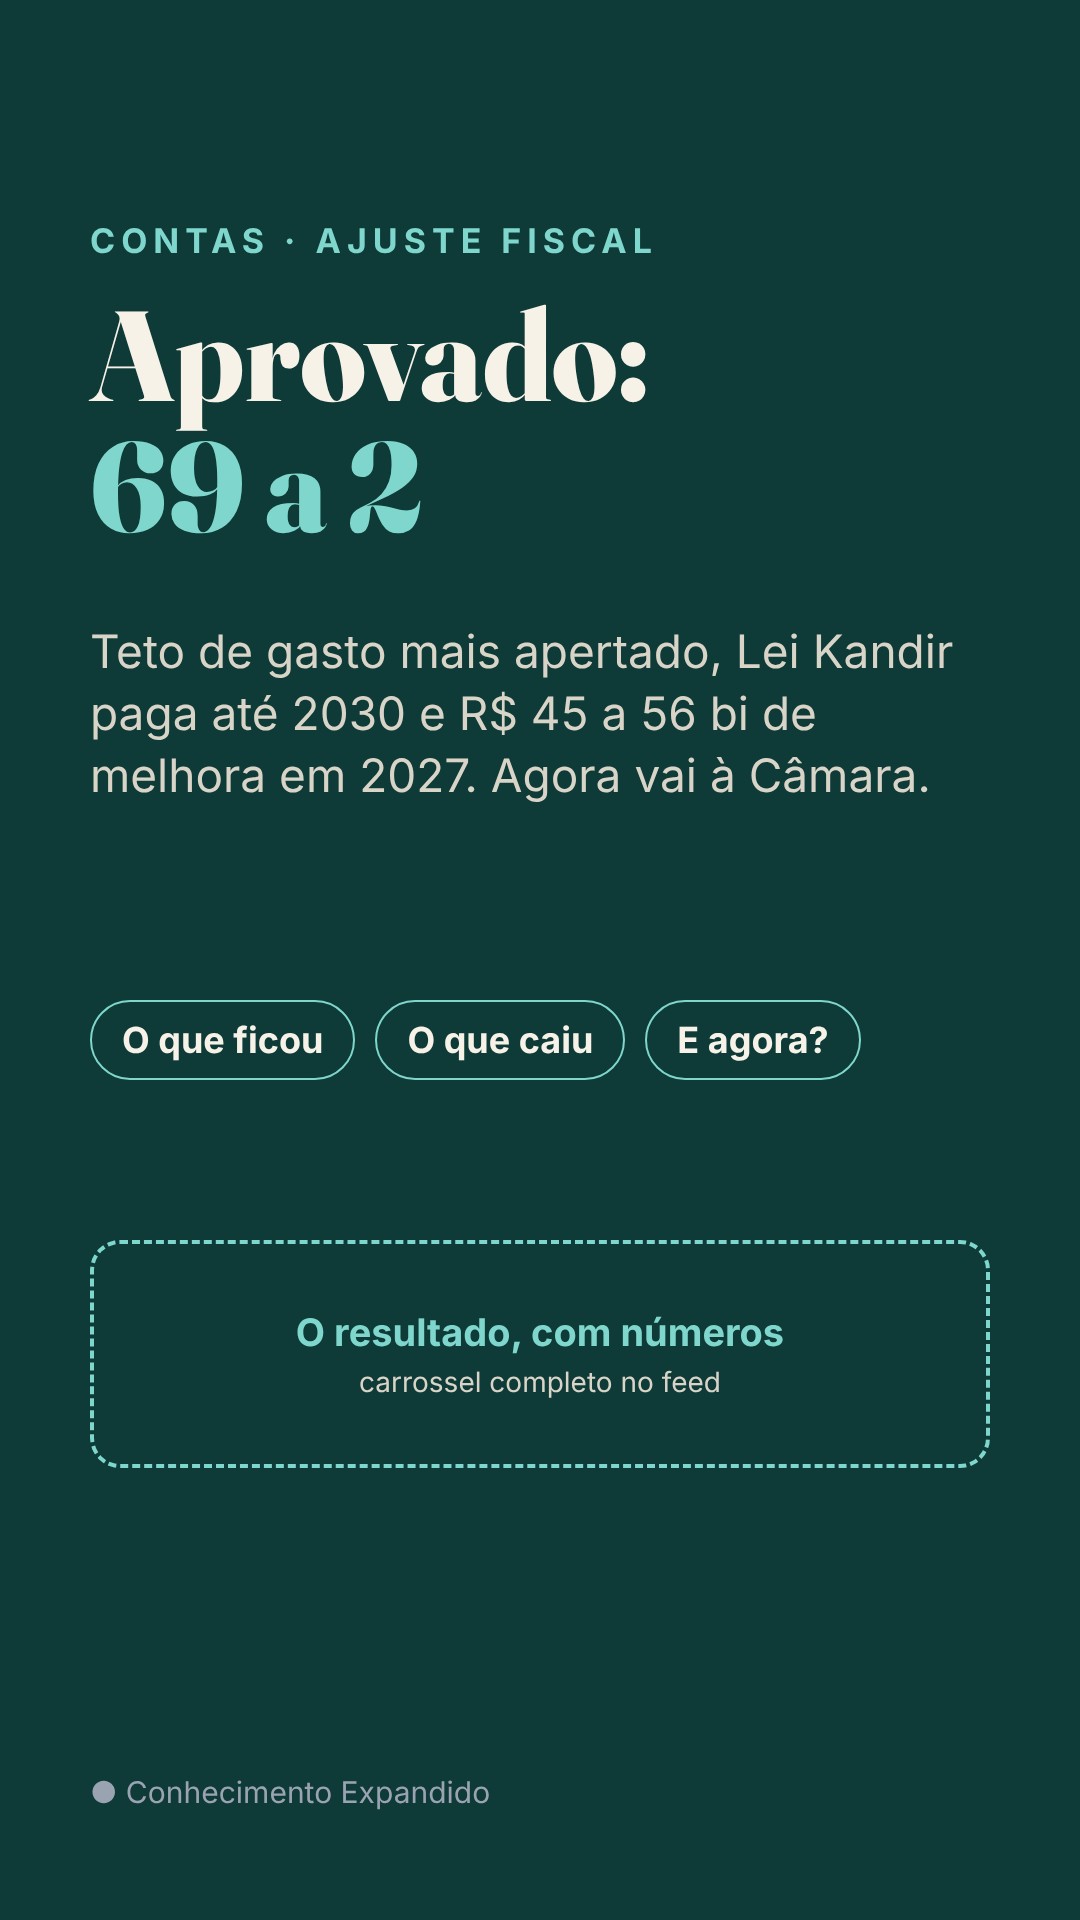 CONTAS · AJUSTE FISCAL
Aprovado:
69 a 2
Teto de gasto mais apertado, Lei Kandir
paga até 2030 e R$ 45 a 56 bi de
melhora em 2027. Agora vai à Câmara.
O que ficou
O que caiu
E agora?
O resultado, com números
carrossel completo no feed
Conhecimento Expandido